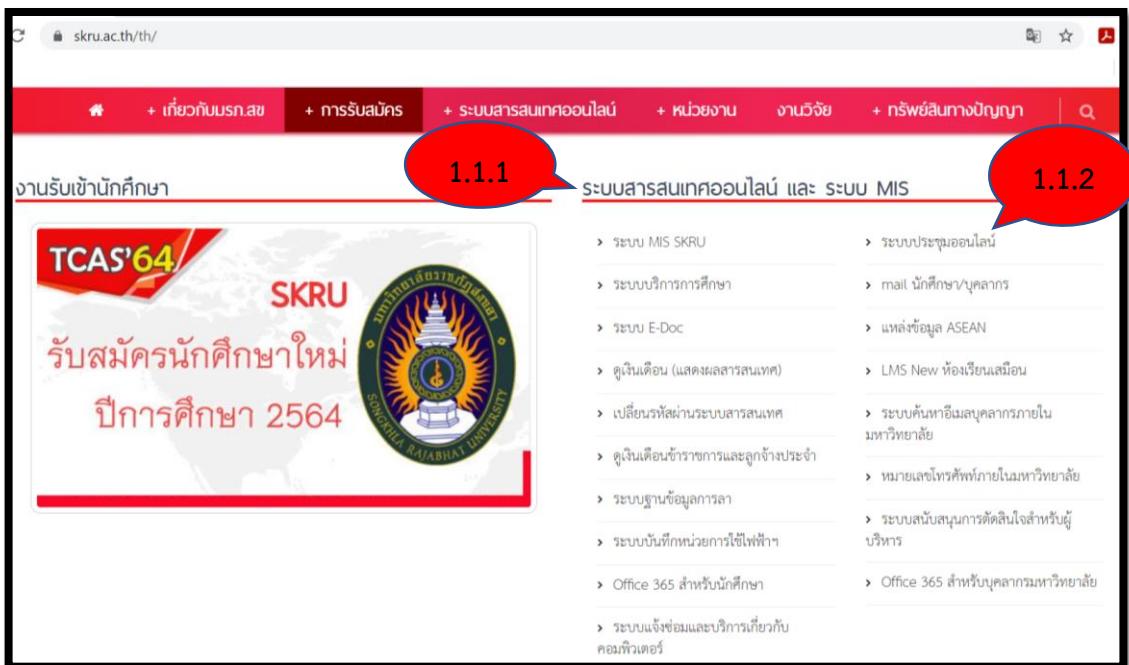 skru.ac.th/th/
+ เกี่ยวกับมรภ.สข + การรับสมัคร + ระบบสารสนเทศออนไลน์ + หน่วยงาน งานวิจัย + ทรัพย์สินทางปัญญา
1.1.1
1.1.2
งานรับเข้านักศึกษา
TCAS'64
SKRU
รับสมัครนักศึกษาใหม่
ปีการศึกษา 2564
มหาวิทยาลัยราชภัฏสงขลา
SONGKHLA RAJABHAT UNIVERSITY
ระบบสารสนเทศออนไลน์ และ ระบบ MIS
ระบบ MIS SKRU
ระบบบริการการศึกษา
ระบบ E-Doc
ดูเงินเดือน (แสดงผลสารสนเทศ)
เปลี่ยนรหัสผ่านระบบสารสนเทศ
ดูเงินเดือนข้าราชการและลูกจ้างประจำ
ระบบฐานข้อมูลการลา
ระบบบันทึกหน่วยการใช้ไฟฟ้าฯ
Office 365 สำหรับนักศึกษา
ระบบแจ้งซ่อมและบริการเกี่ยวกับ
คอมพิวเตอร์
ระบบประชุมออนไลน์
mail นักศึกษา/บุคลากร
แหล่งข้อมูล ASEAN
LMS New ห้องเรียนเสมือน
ระบบค้นหาอีเมลบุคลากรภายใน
มหาวิทยาลัย
หมายเลขโทรศัพท์ภายในมหาวิทยาลัย
ระบบสนับสนุนการตัดสินใจสำหรับผู้
บริหาร
Office 365 สำหรับบุคลากรมหาวิทยาลัย